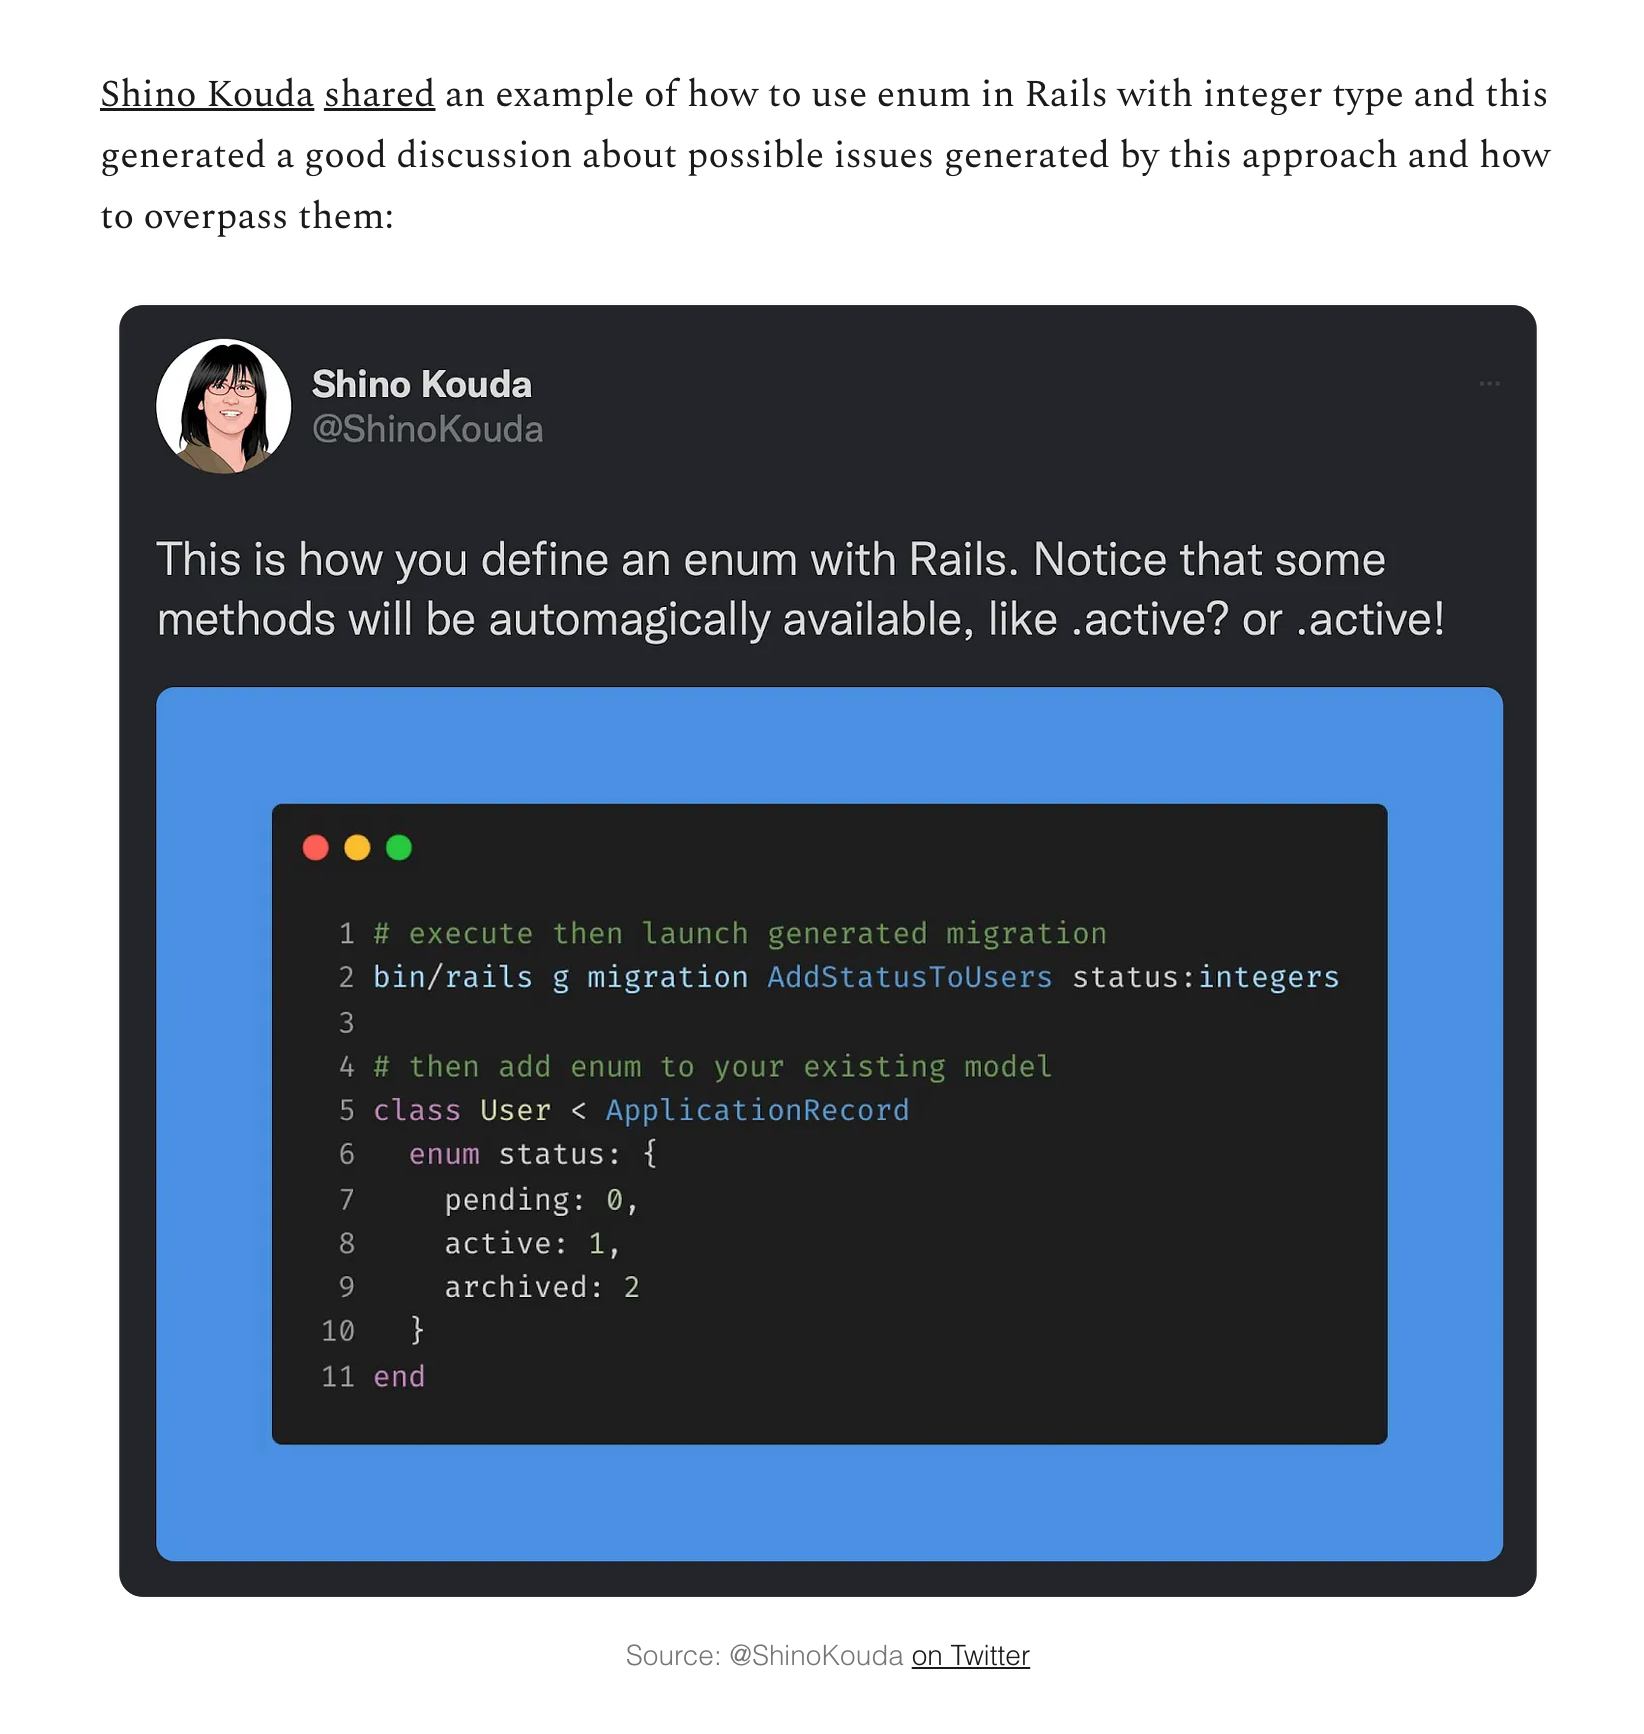 Shino Kouda shared an example of how to use enum in Rails with integer type and this
generated a good discussion about possible issues generated by this approach and how
to overpass them:
Shino Kouda
@ShinoKouda
...
This is how you define an enum with Rails. Notice that some
methods will be automagically available, like .active? or .active!
1 # execute then launch generated migration
2 bin/rails g migration AddStatusToUsers status:integers
3
4 # then add enum to your existing model
5 class User < ApplicationRecord
6   enum status: {
7     pending: 0,
8     active: 1,
9     archived: 2
10   }
11 end
Source: @ShinoKouda on Twitter